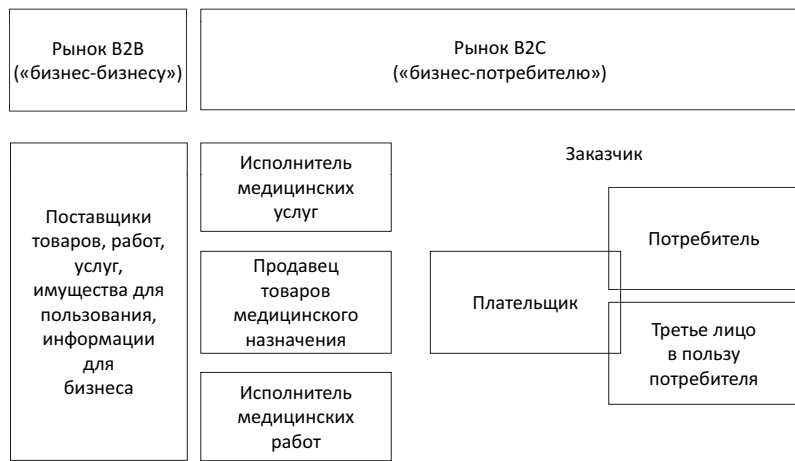 Рынок B2B
(«бизнес-бизнесу»)
Рынок B2C
(«бизнес-потребителю»)
Поставщики
товаров, работ,
услуг,
имущества для
пользования,
информации
для
бизнеса
Исполнитель
медицинских
услуг
Продавец
товаров
медицинского
назначения
Исполнитель
медицинских
работ
Заказчик
Потребитель
Плательщик
Третье лицо
в пользу
потребителя